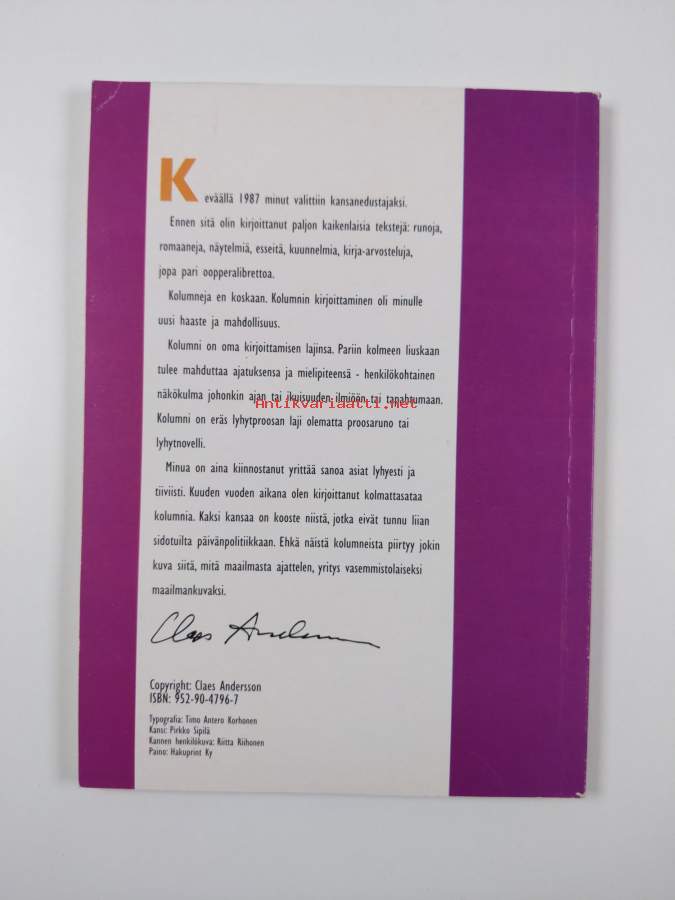 Keväällä 1987 minut valittiin kansanedustajaksi.
Ennen sitä olin kirjoittanut paljon kaikenlaisia tekstejä: runoja,
romaaneja, näytelmiä, esseitä, kuunnelmia, kirja-arvosteluja,
jopa pari oopperalibrettoa.
Kolumneja en koskaan. Kolumnin kirjoittaminen oli minulle
uusi haaste ja mahdollisuus.
Kolumni on oma kirjoittamisen lajinsa. Pariin kolmeen liuskaan
tulee mahduttaa ajatuksensa ja mielipiteensä - henkilökohtainen
näkökulma johonkin ajan tai ikuisuuden ilmiöön tai tapahtumaan.
Antikvariaatti.net
Kolumni on eräs lyhytproosan laji olematta proosaruno tai
lyhytnovelli.
Minua on aina kiinnostanut yrittää sanoa asiat lyhyesti ja
tiiviisti. Kuuden vuoden aikana olen kirjoittanut kolmattasataa
kolumnia. Kaksi kansaa on kooste niistä, jotka eivät tunnu liian
sidotuilta päivänpolitiikkaan. Ehkä näistä kolumneista piirtyy jokin
kuva siitä, mitä maailmasta ajattelen, yritys vasemmistolaiseksi
maailmankuvaksi.
Claes Andersson
Copyright: Claes Andersson
ISBN: 952-90-4796-7
Typografia: Timo Antero Korhonen
Kansi: Pirkko Sipilä
Kannen henkilökuva: Riitta Riihonen
Paino: Hakuprint Ky